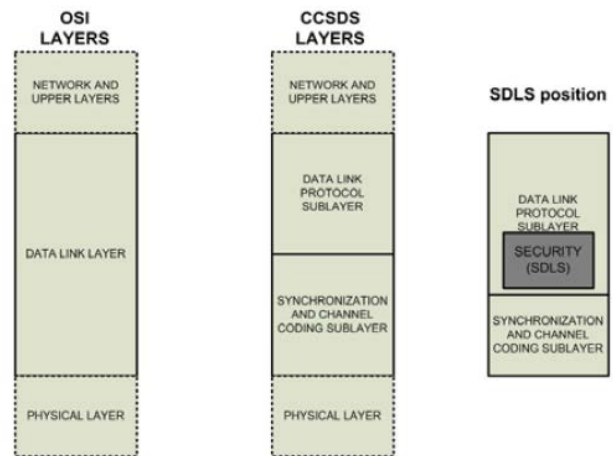 OSI
LAYERS
NETWORK AND
UPPER LAYERS
DATA LINK LAYER
PHYSICAL LAYER
CCSDS
LAYERS
NETWORK AND
UPPER LAYERS
DATA LINK
PROTOCOL
SUBLAYER
SYNCHRONIZATION
AND CHANNEL
CODING SUBLAYER
PHYSICAL LAYER
SDLS position
DATA LINK
PROTOCOL
SUBLAYER
SECURITY
(SDLS)
SYNCHRONIZATION
AND CHANNEL
CODING SUBLAYER